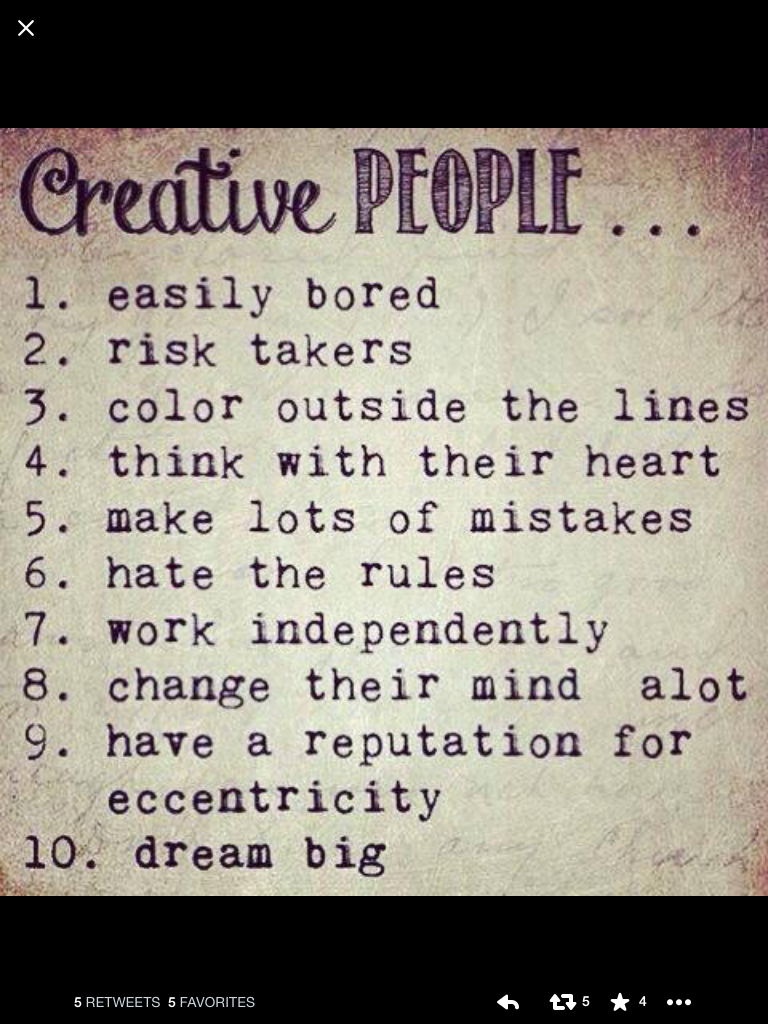 Creative PEOPLE...
1. easily bored
2. risk takers
3. color outside the lines
4. think with their heart
5. make lots of mistakes
6. hate the rules
7. work independently
8. change their mind alot
9. have a reputation for
eccentricity
10. dream big
5 RETWEETS 5 FAVORITES 5 4